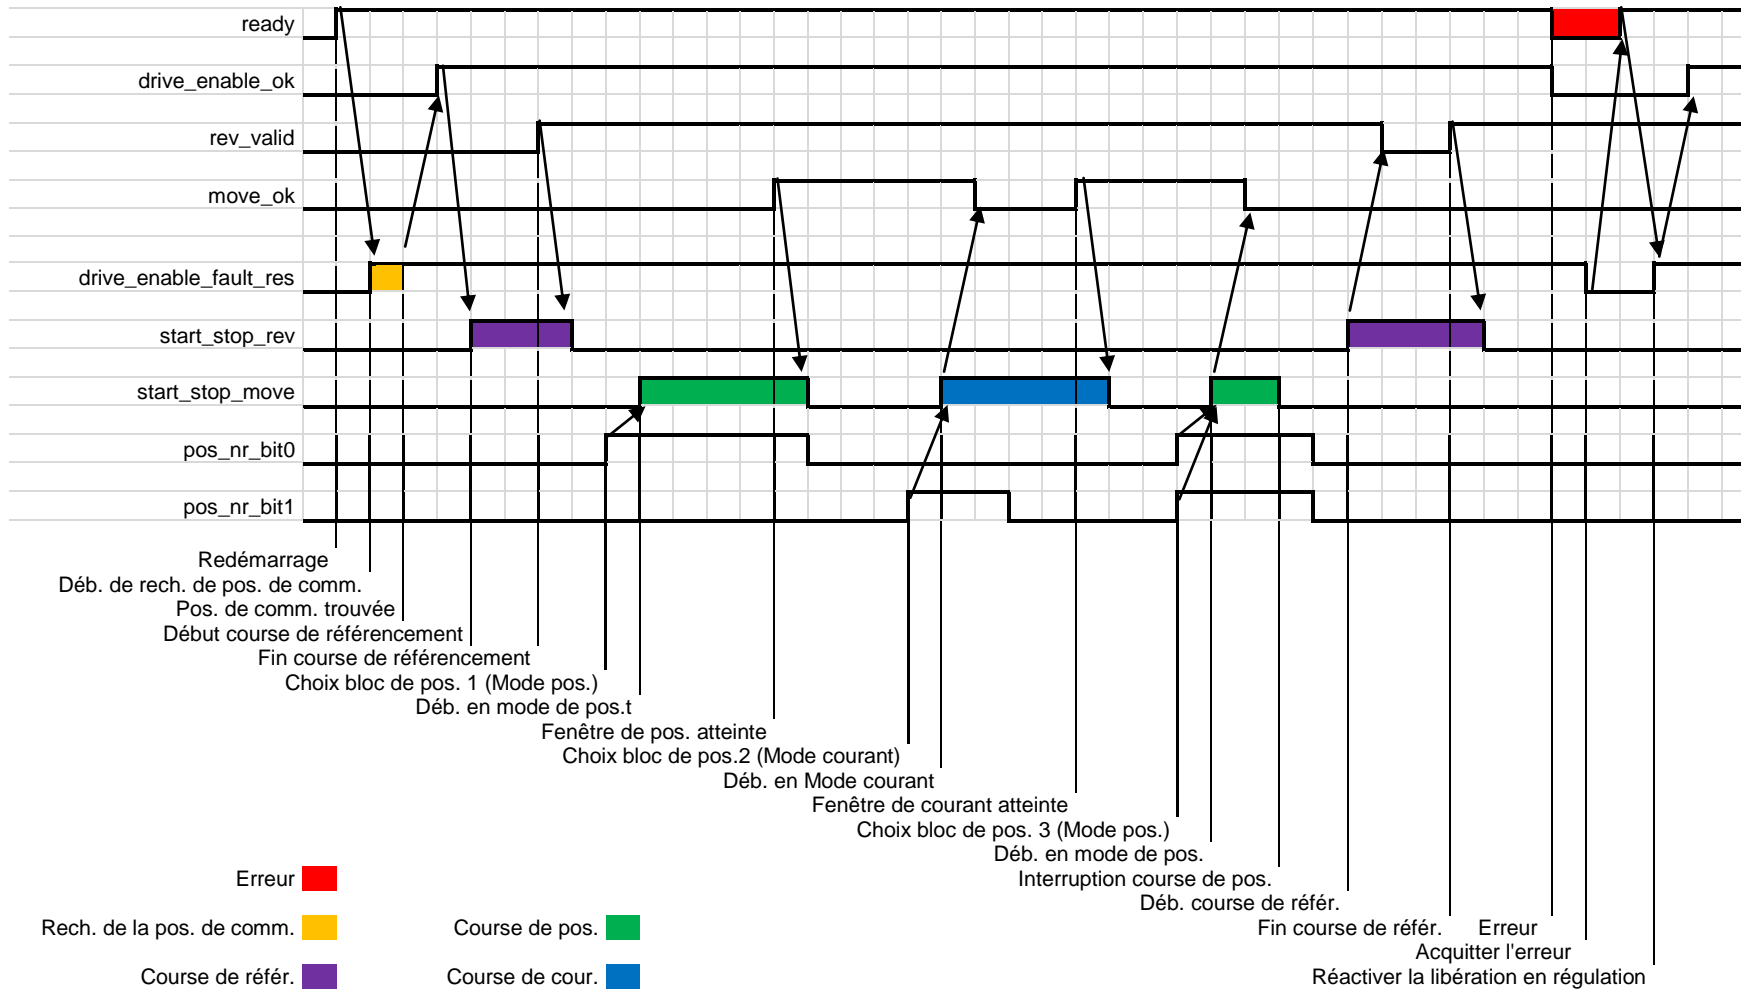 ready
drive_enable_ok
rev_valid
move_ok
drive_enable_fault_res
start_stop_rev
start_stop_move
pos_nr_bit0
pos_nr_bit1
Redémarrage
Déb. de rech. de pos. de comm.
Pos. de comm. trouvée
Début course de référencement
Fin course de référencement
Choix bloc de pos. 1 (Mode pos.)
Déb. en mode de pos.t
Fenêtre de pos. atteinte
Choix bloc de pos.2 (Mode courant)
Déb. en Mode courant
Fenêtre de courant atteinte
Choix bloc de pos. 3 (Mode pos.)
Déb. en mode de pos.
Interruption course de pos.
Déb. course de référ.
Fin course de référ.
Erreur
Acquitter l'erreur
Réactiver la libération en régulation
Erreur
Rech. de la pos. de comm.
Course de pos.
Course de référ.
Course de cour.